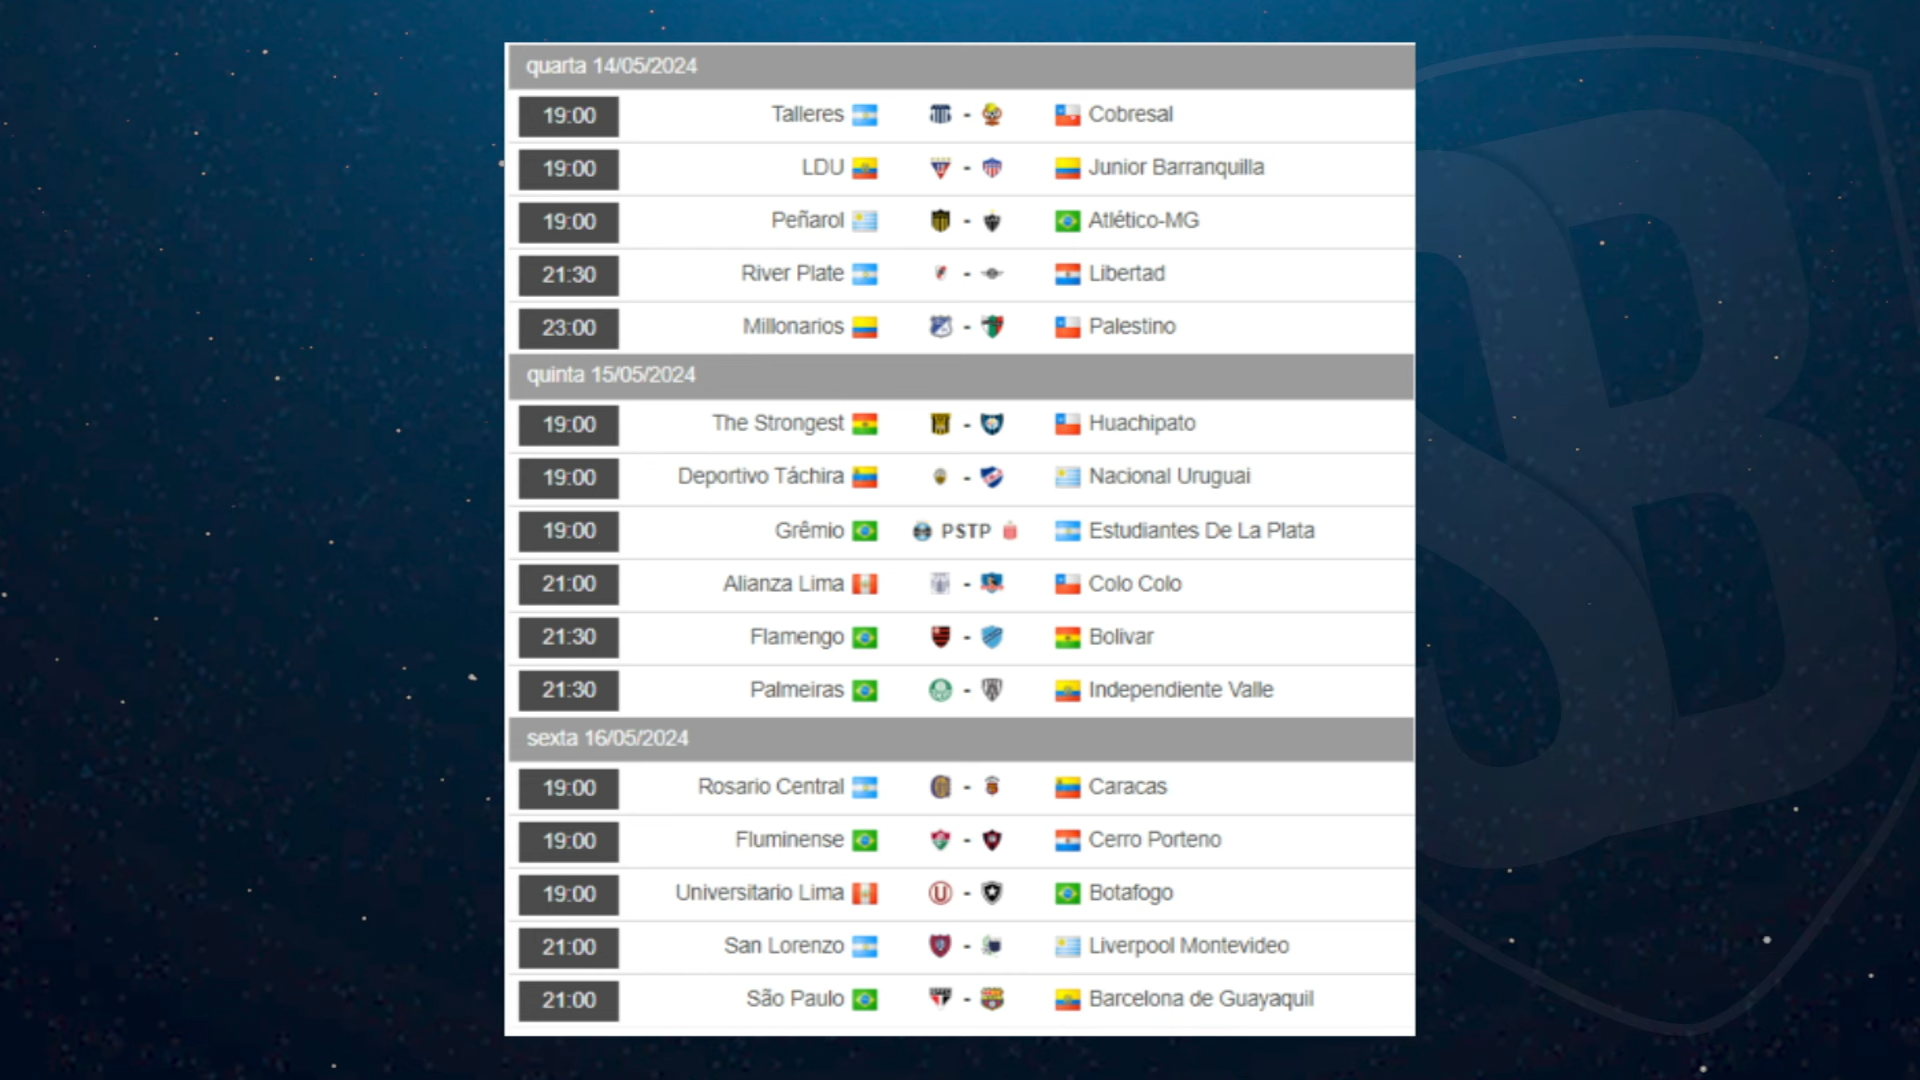 quarta 14/05/2024
19:00 Talleres - Cobresal
19:00 LDU - Junior Barranquilla
19:00 Peñarol - Atlético-MG
21:30 River Plate - Libertad
23:00 Millonarios - Palestino
quinta 15/05/2024
19:00 The Strongest - Huachipato
19:00 Deportivo Táchira - Nacional Uruguai
19:00 Grêmio PSTP Estudiantes De La Plata
21:00 Alianza Lima - Colo Colo
21:30 Flamengo - Bolivar
21:30 Palmeiras - Independiente Valle
sexta 16/05/2024
19:00 Rosario Central - Caracas
19:00 Fluminense - Cerro Porteno
19:00 Universitario Lima U - Botafogo
21:00 San Lorenzo - Liverpool Montevideo
21:00 São Paulo - Barcelona de Guayaquil
SB